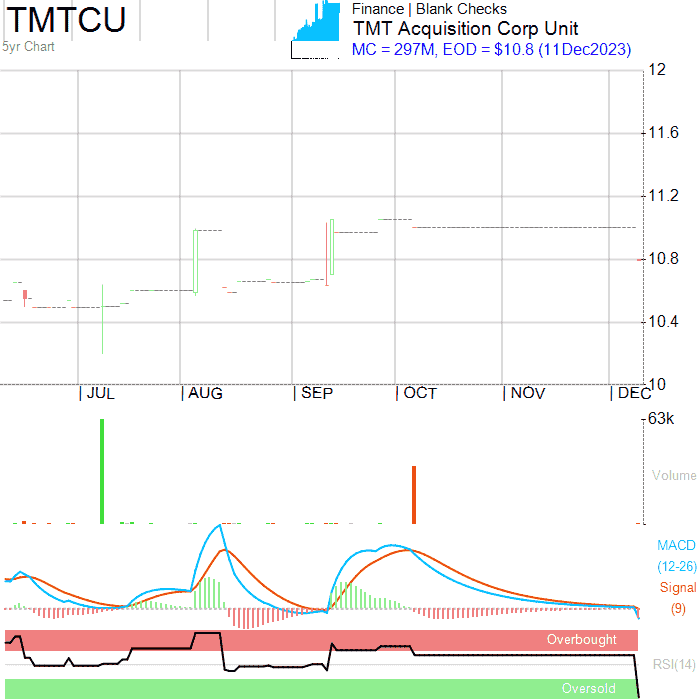 TMTCU
5yr Chart
Finance | Blank Checks
TMT Acquisition Corp Unit
MC = 297M, EOD = $10.8 (11Dec2023)
12
11.6
11.2
10.8
10.4
10
| JUL | AUG | SEP | OCT | NOV | DEC
63k
Volume
MACD
(12-26)
Signal
(9)
Overbought
RSI(14)
Oversold